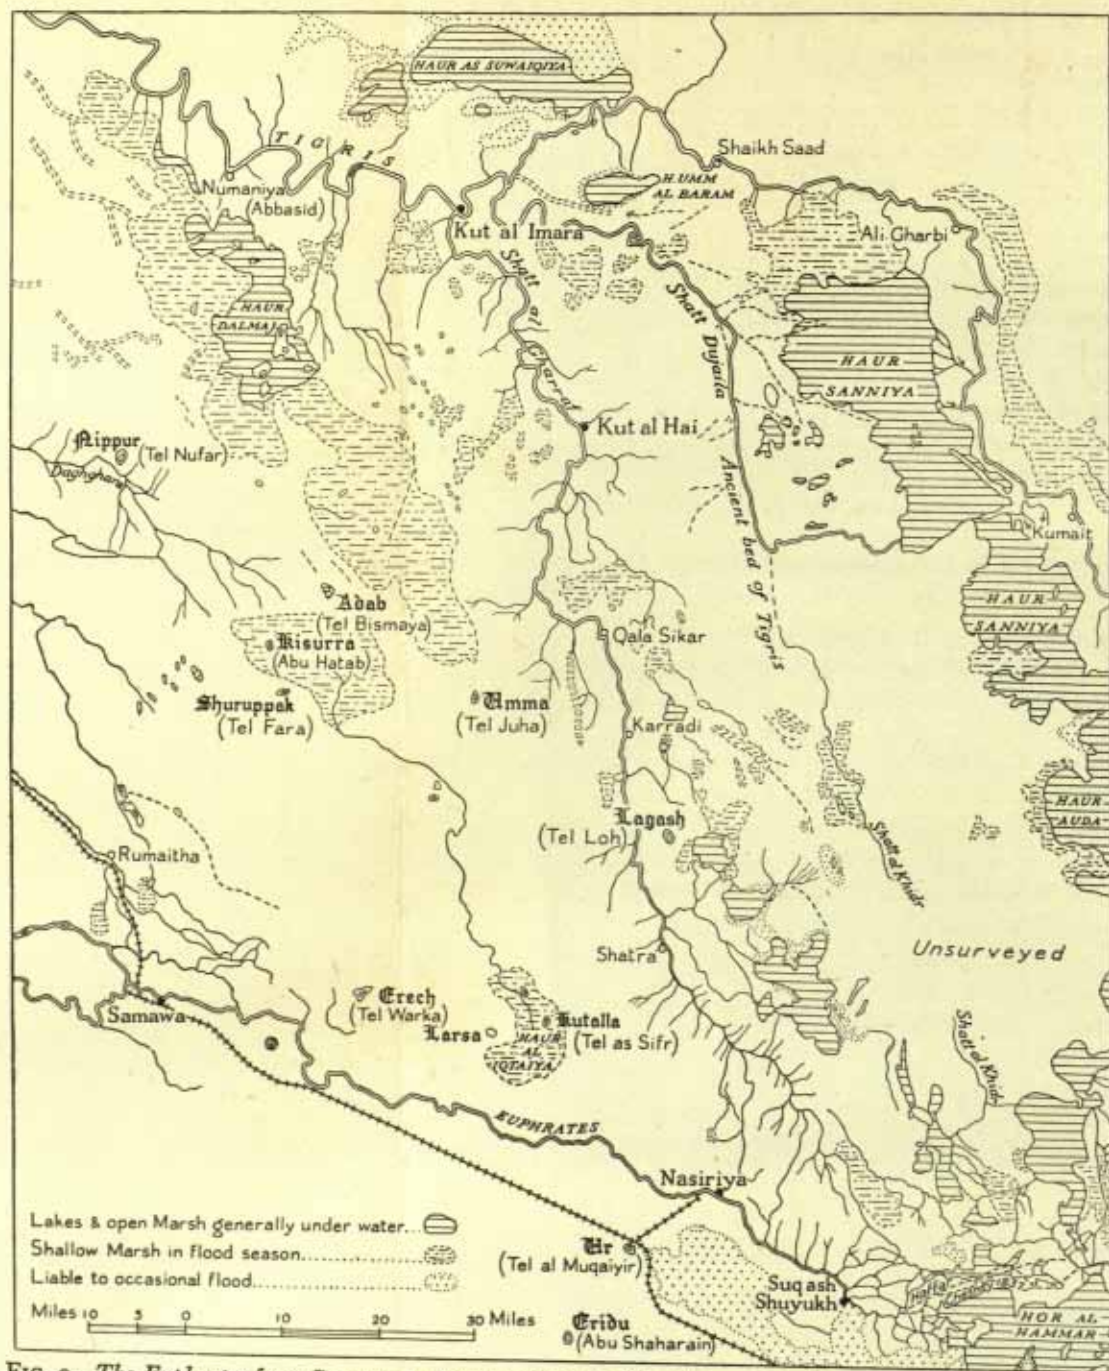 HAUR AS SUWAIQIYA
TIGRIS
Shaikh Saad
H. UMM
AL BARAM
Numaniya
(Abbasid)
Kut al Imara
Ali Gharbi
Shatt al Gharraf
Shatt Dujaila
HAUR
DALMAJ
HAUR
SANNIYA
Kut al Hai
Nippur
(Tel Nufar)
Daghghara
Ancient bed of Tigris
Kumait
Adab
(Tel Bismaya)
HAUR
SANNIYA
Kisurra
(Abu Hatab)
Qala Sikar
Shuruppak
(Tel Fara)
Umma
(Tel Juha)
Karradi
HAUR
AUDA
Lagash
(Tel Loh)
Rumaitha
Shatt al Khidr
Shatra
Unsurveyed
Erech
(Tel Warka)
Samawa
Larsa
Kutalla
(Tel as Sifr)
HAUR
AL
IQTAIYA
Shatt al Khidr
EUPHRATES
Nasiriya
Lakes & open Marsh generally under water...
Shallow Marsh in flood season............
Liable to occasional flood...................
Ur
(Tel al Muqaiyir)
Suq ash
Shuyukh
HOR AL
HAMMAR
Miles 10 5 0 10 20 30 Miles
Eridu
(Abu Shaharain)